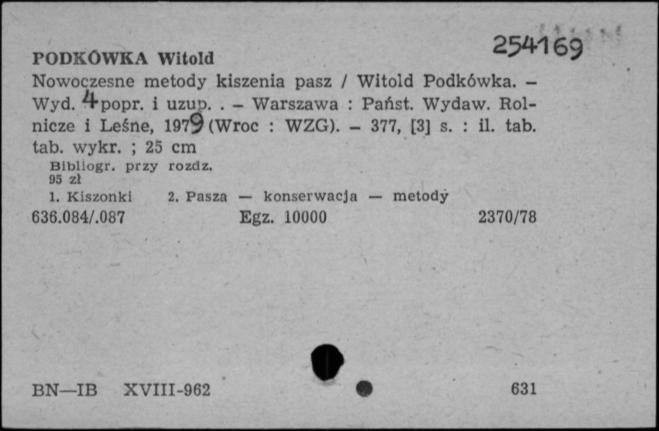 254169
PODKÓWKA Witold
Nowoczesne metody kiszenia pasz / Witold Podkówka. —
Wyd. 4 popr. i uzup. . — Warszawa : Państ. Wydaw. Rol-
nicze i Leśne, 1979 (Wroc : WZG). — 377, [3] s. : il. tab.
tab. wykr. ; 25 cm
Bibliogr. przy rozdz.
95 zł
1. Kiszonki 2. Pasza — konserwacja — metody
636.084/.087 Egz. 10000 2370/78
BN—IB XVIII-962 631